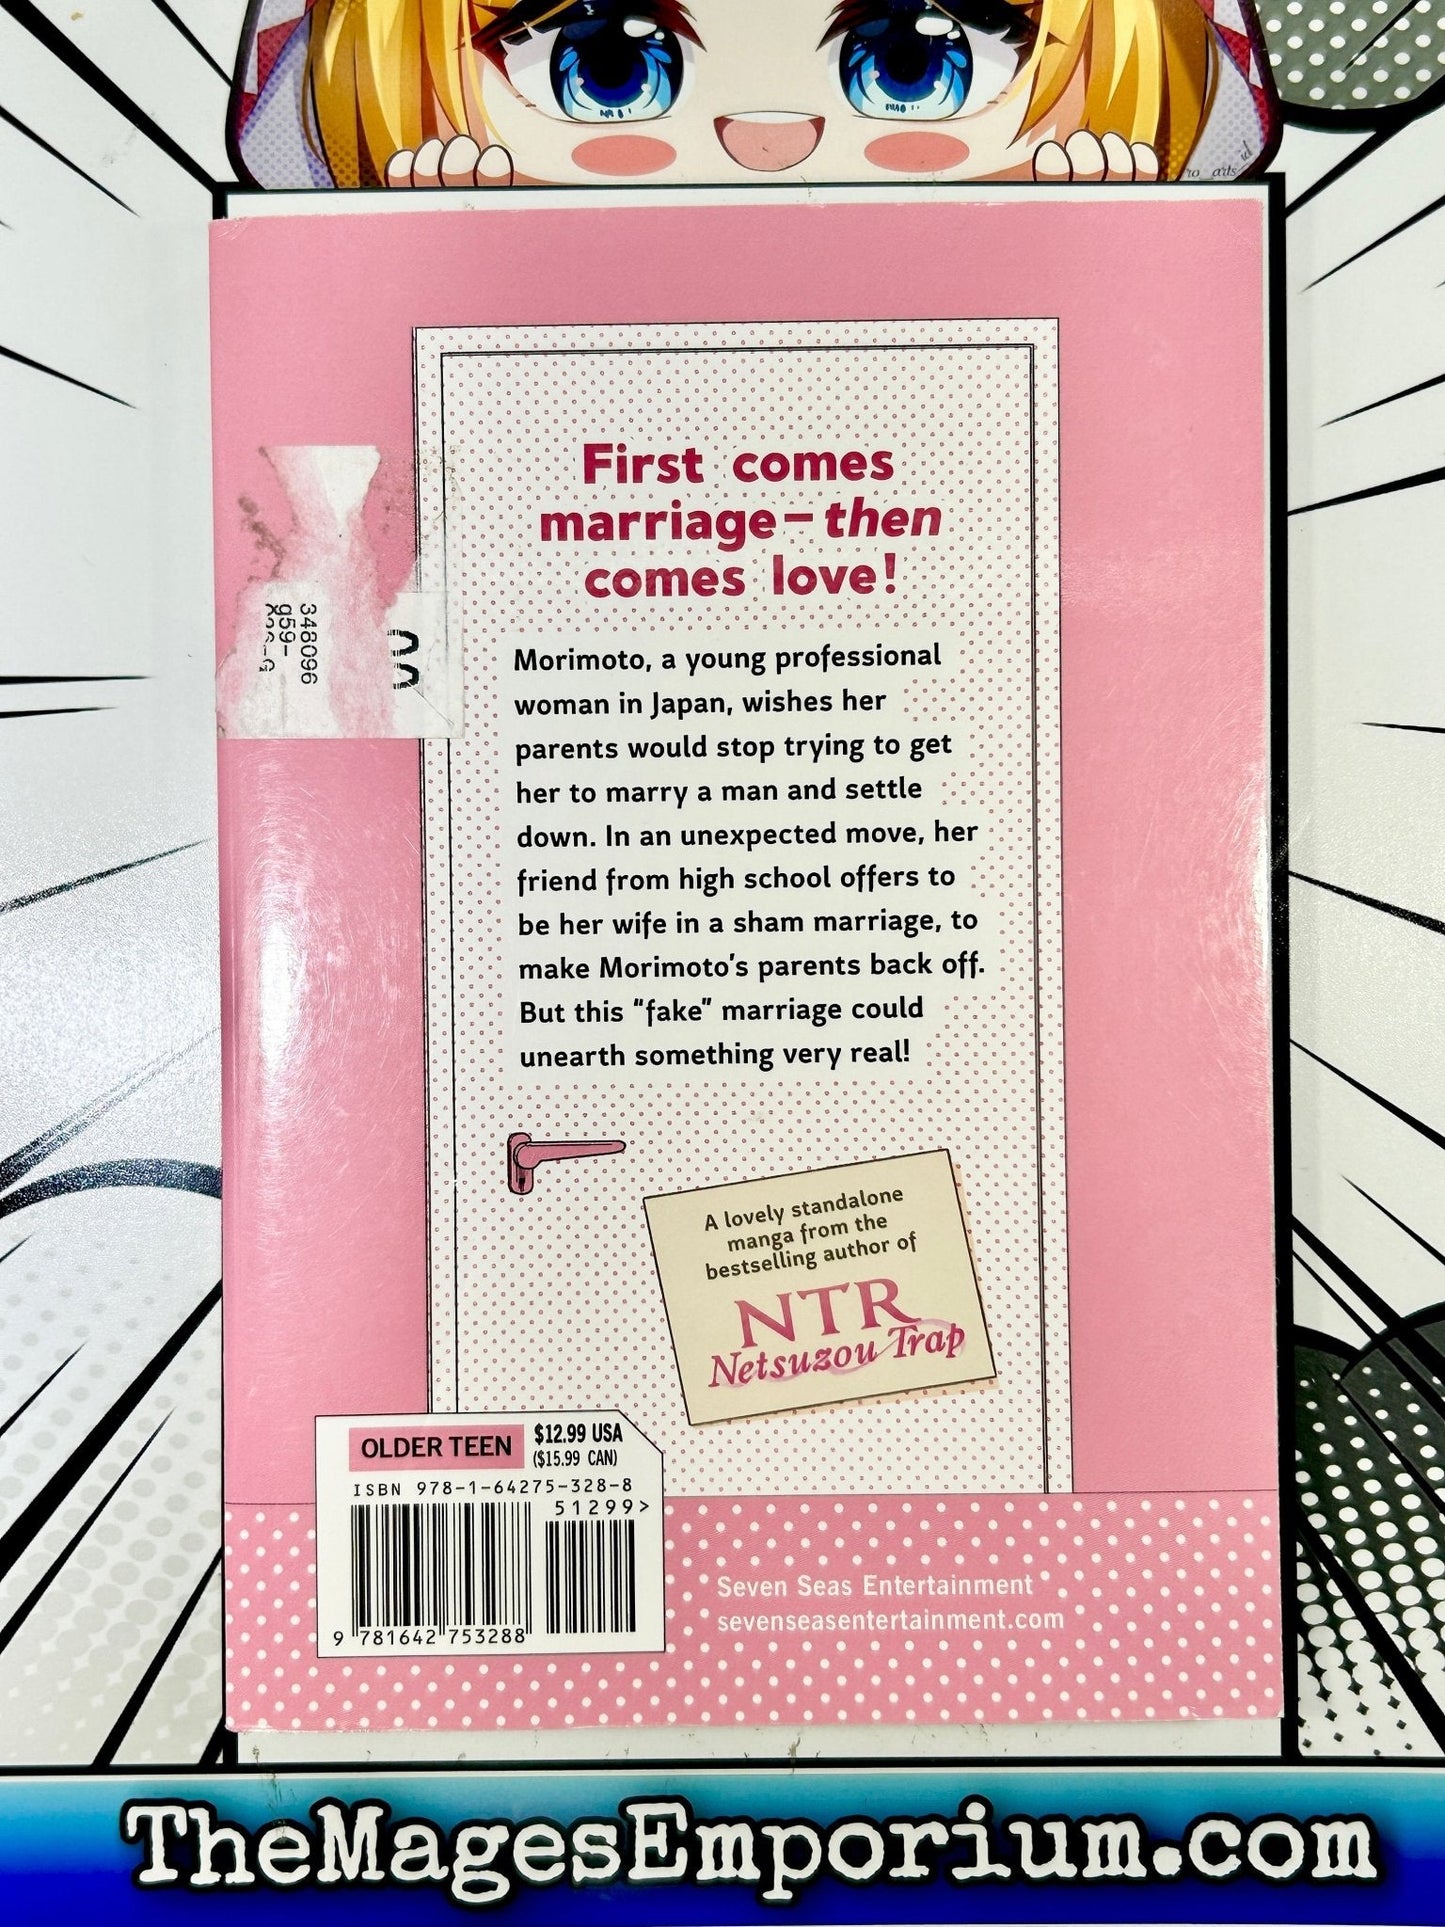 First comes
marriage—then
comes love!
348096
959-
Morimoto, a young professional
woman in Japan, wishes her
parents would stop trying to get
her to marry a man and settle
down. In an unexpected move, her
friend from high school offers to
be her wife in a sham marriage, to
make Morimoto's parents back off.
But this "fake" marriage could
unearth something very real!
A lovely standalone
manga from the
bestselling author of
NTR
Netsuzou Trap
OLDER TEEN
$12.99 USA
($15.99 CAN)
ISBN 978-1-64275-328-8
51299>
9 781642 753288
Seven Seas Entertainment
sevenseasentertainment.com
TheMagesEmporium.com